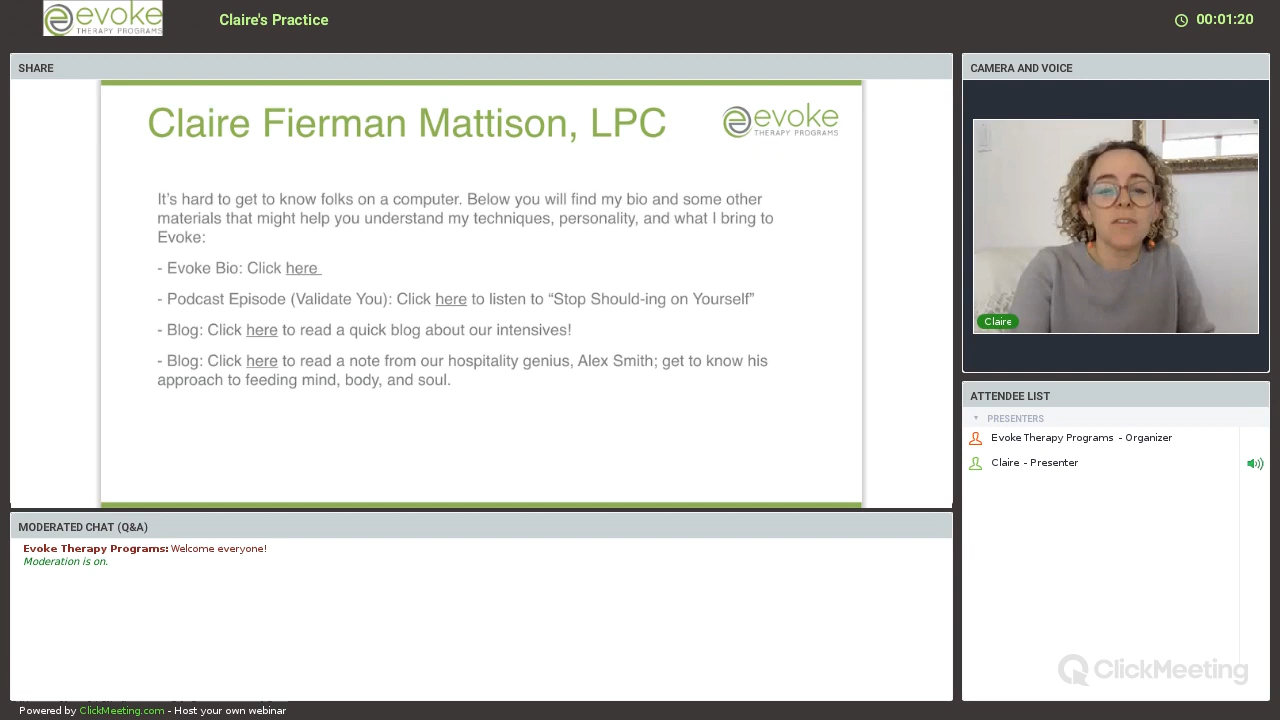 evoke
THERAPY PROGRAMS
Claire's Practice
00:01:20
SHARE
Claire Fierman Mattison, LPC
evoke
THERAPY PROGRAMS
It's hard to get to know folks on a computer. Below you will find my bio and some other
materials that might help you understand my techniques, personality, and what I bring to
Evoke:
- Evoke Bio: Click here
- Podcast Episode (Validate You): Click here to listen to “Stop Should-ing on Yourself”
- Blog: Click here to read a quick blog about our intensives!
- Blog: Click here to read a note from our hospitality genius, Alex Smith; get to know his
approach to feeding mind, body, and soul.
CAMERA AND VOICE
Claire
ATTENDEE LIST
PRESENTERS
Evoke Therapy Programs - Organizer
Claire - Presenter
MODERATED CHAT (Q&A)
Evoke Therapy Programs: Welcome everyone!
Moderation is on.
ClickMeeting
Powered by ClickMeeting.com - Host your own webinar